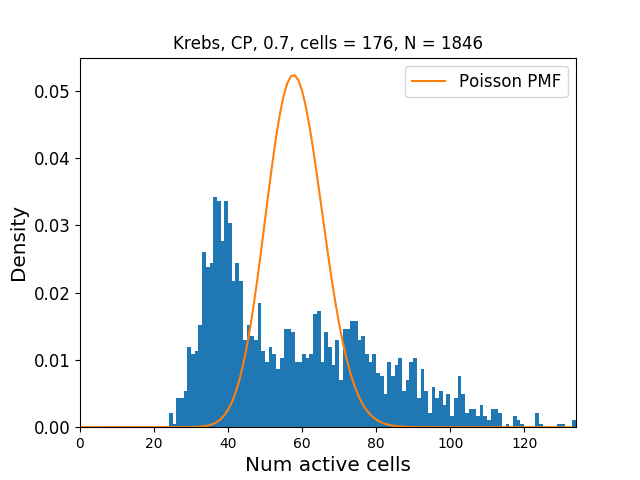 Krebs, CP, 0.7, cells = 176, N = 1846
Poisson PMF
Density
0.05
0.04
0.03
0.02
0.01
0.00
0 20 40 60 80 100 120
Num active cells